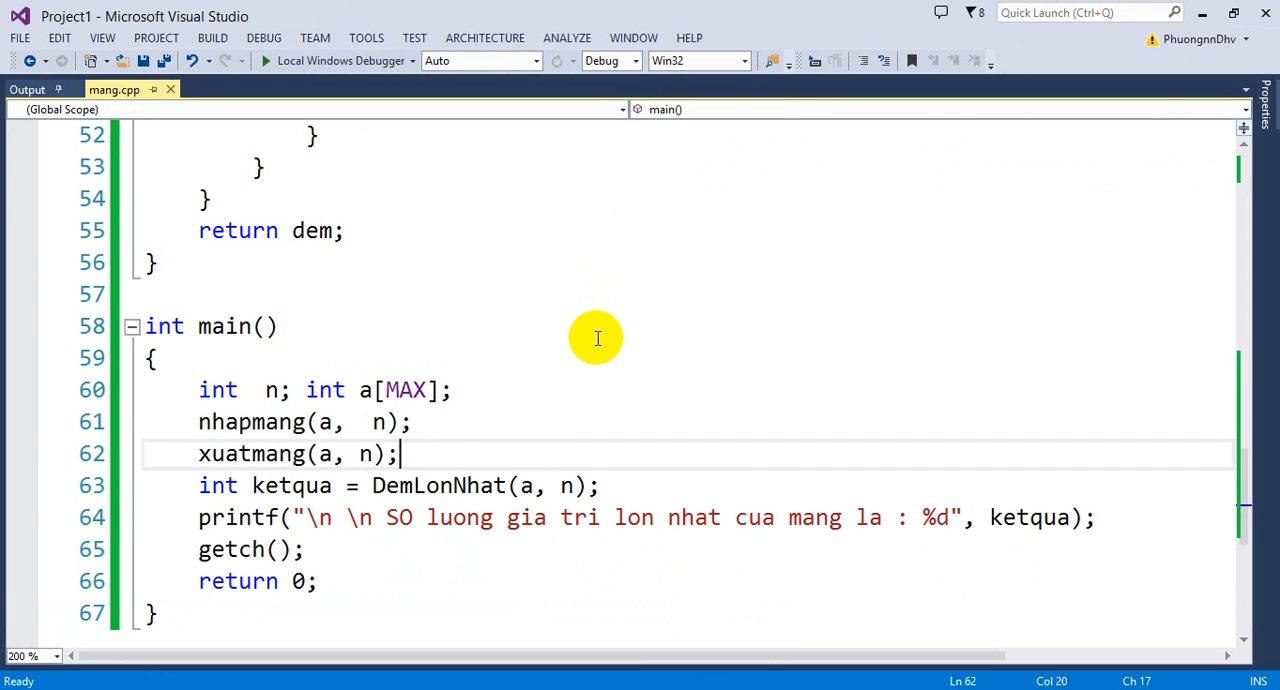 Project1 - Microsoft Visual Studio
8
Quick Launch (Ctrl+Q)
FILE EDIT VIEW PROJECT BUILD DEBUG TEAM TOOLS TEST ARCHITECTURE ANALYZE WINDOW HELP
PhuongnnDhv
Local Windows Debugger Auto Debug Win32
Output mang.cpp
Properties
(Global Scope) main()
52 }
53 }
54 }
55 return dem;
56 }
57
58 int main()
59 {
60 int  n; int a[MAX];
61 nhapmang(a,  n);
62 xuatmang(a, n);
63 int ketqua = DemLonNhat(a, n);
64 printf("\n \n SO luong gia tri lon nhat cua mang la : %d", ketqua);
65 getch();
66 return 0;
67 }
200 %
Ready Ln 62 Col 20 Ch 17 INS